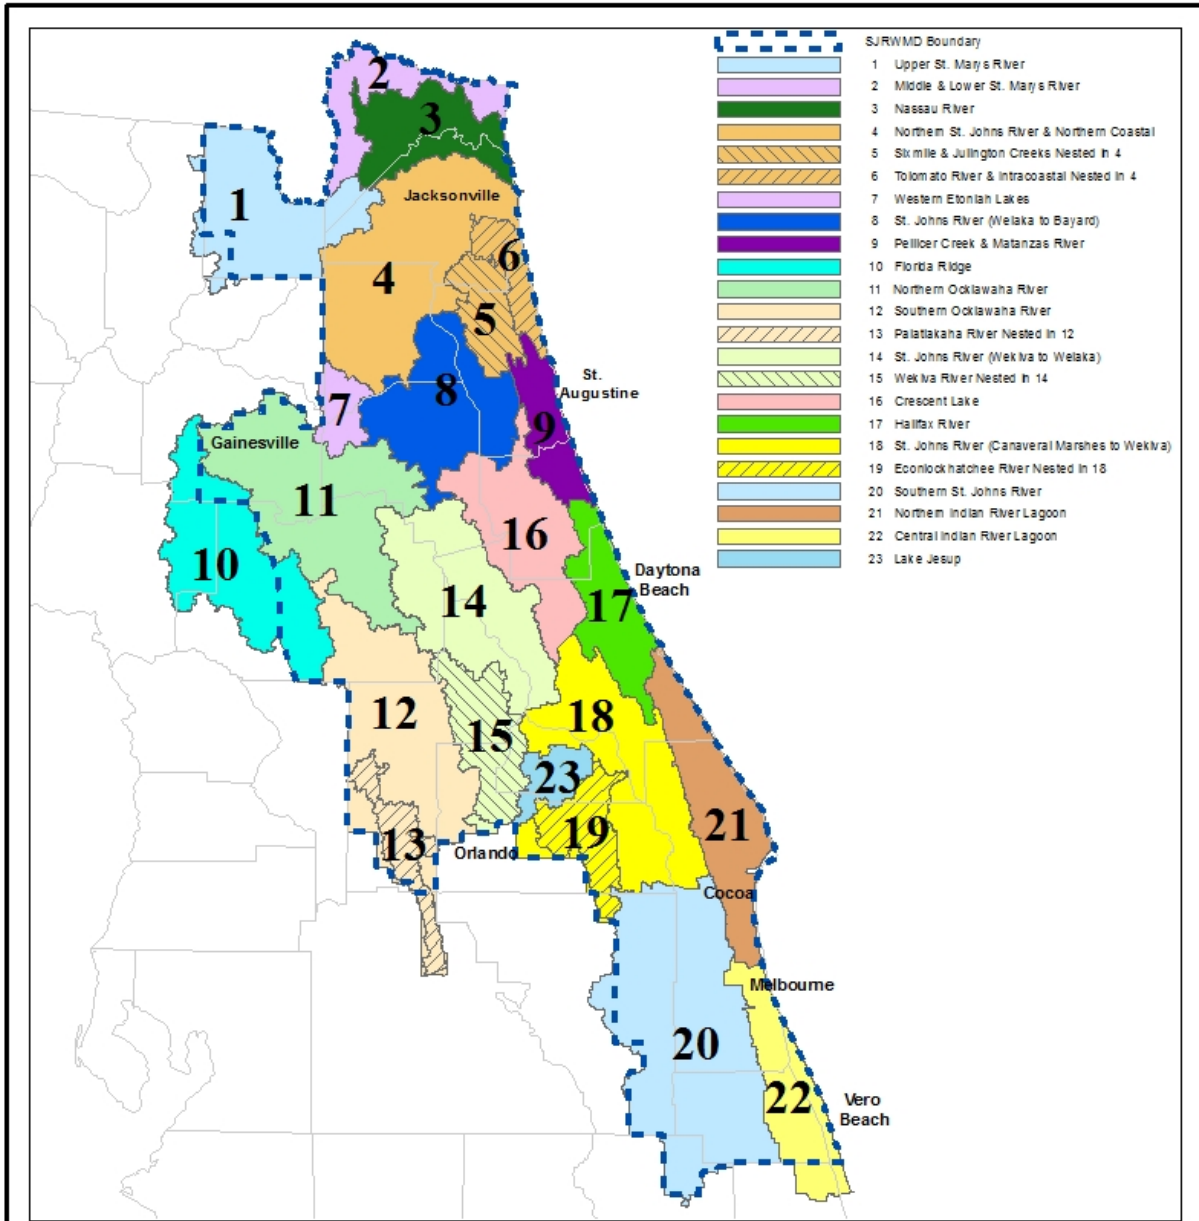 SJRWMD Boundary
1 Upper St. Marys River
2 Middle & Lower St. Marys River
3 Nassau River
4 Northern St. Johns River & Northern Coastal
5 Sixmile & Julington Creeks Nested in 4
6 Tolomato River & Intracoastal Nested in 4
7 Western Etoniah Lakes
8 St. Johns River (Welaka to Bayard)
9 Pellicer Creek & Matanzas River
10 Florida Ridge
11 Northern Ocklawaha River
12 Southern Ocklawaha River
13 Palatlakaha River Nested in 12
14 St. Johns River (Wekiva to Welaka)
15 Wekiva River Nested in 14
16 Crescent Lake
17 Halifax River
18 St. Johns River (Canaveral Marshes to Wekiva)
19 Econlockhatchee River Nested in 18
20 Southern St. Johns River
21 Northern Indian River Lagoon
22 Central Indian River Lagoon
23 Lake Jesup
2
3
1
Jacksonville
4
6
5
8
St.
Augustine
7
9
Gainesville
11
16
10
Daytona
Beach
14
17
12
18
15
23
21
19
13
Orlando
Cocoa
Melbourne
20
22
Vero
Beach